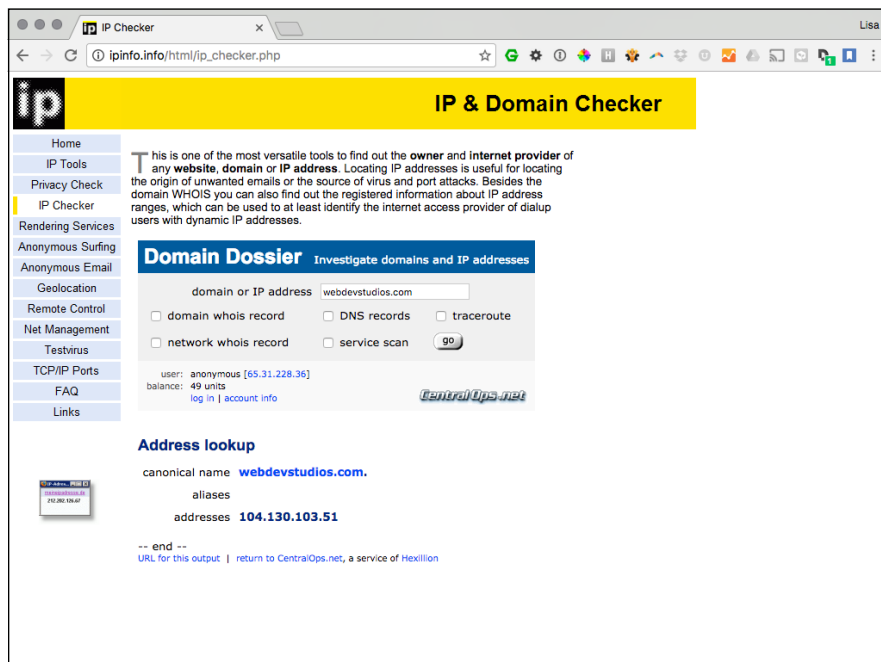 IP Checker
Lisa
ipinfo.info/html/ip_checker.php
ip
IP & Domain Checker
Home
IP Tools
Privacy Check
IP Checker
Rendering Services
Anonymous Surfing
Anonymous Email
Geolocation
Remote Control
Net Management
Testvirus
TCP/IP Ports
FAQ
Links
This is one of the most versatile tools to find out the owner and internet provider of
any website, domain or IP address. Locating IP addresses is useful for locating
the origin of unwanted emails or the source of virus and port attacks. Besides the
domain WHOIS you can also find out the registered information about IP address
ranges, which can be used to at least identify the internet access provider of dialup
users with dynamic IP addresses.
Domain Dossier Investigate domains and IP addresses
domain or IP address webdevstudios.com
domain whois record DNS records traceroute
network whois record service scan go
user: anonymous [65.31.228.36]
balance: 49 units
log in | account info
CentralOps.net
Address lookup
canonical name webdevstudios.com.
aliases
addresses 104.130.103.51
-- end --
URL for this output | return to CentralOps.net, a service of Hexillion